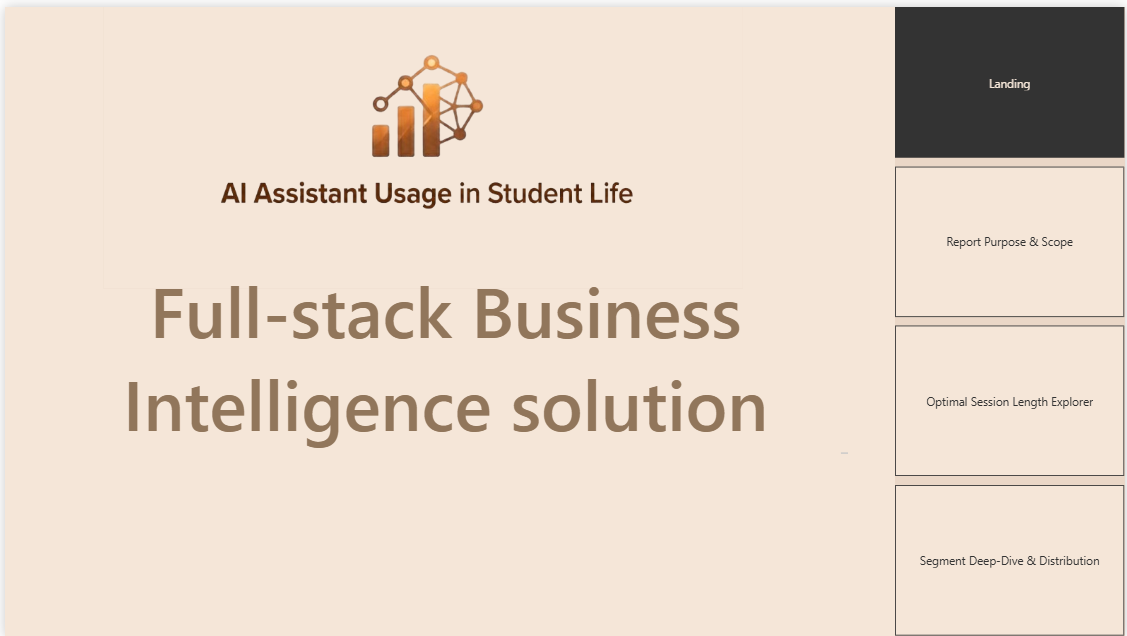 AI Assistant Usage in Student Life
Full-stack Business
Intelligence solution
Landing
Report Purpose & Scope
Optimal Session Length Explorer
Segment Deep-Dive & Distribution